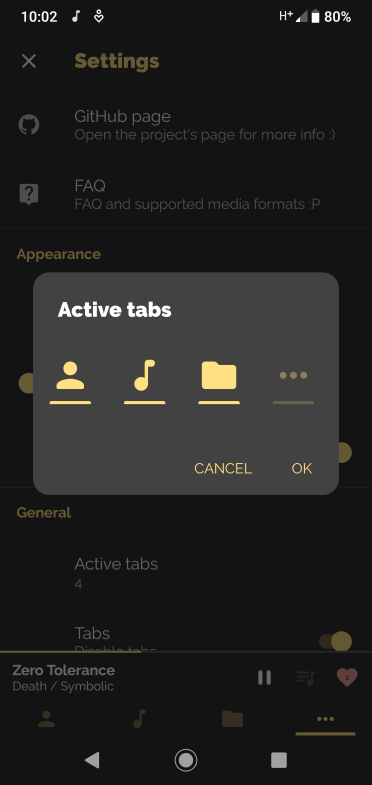 10:02
H+
80%
Settings
GitHub page
Open the project's page for more info :)
FAQ
FAQ and supported media formats :P
Appearance
Active tabs
CANCEL
OK
General
Active tabs
4
Tabs
Disable tabs
Zero Tolerance
Death / Symbolic